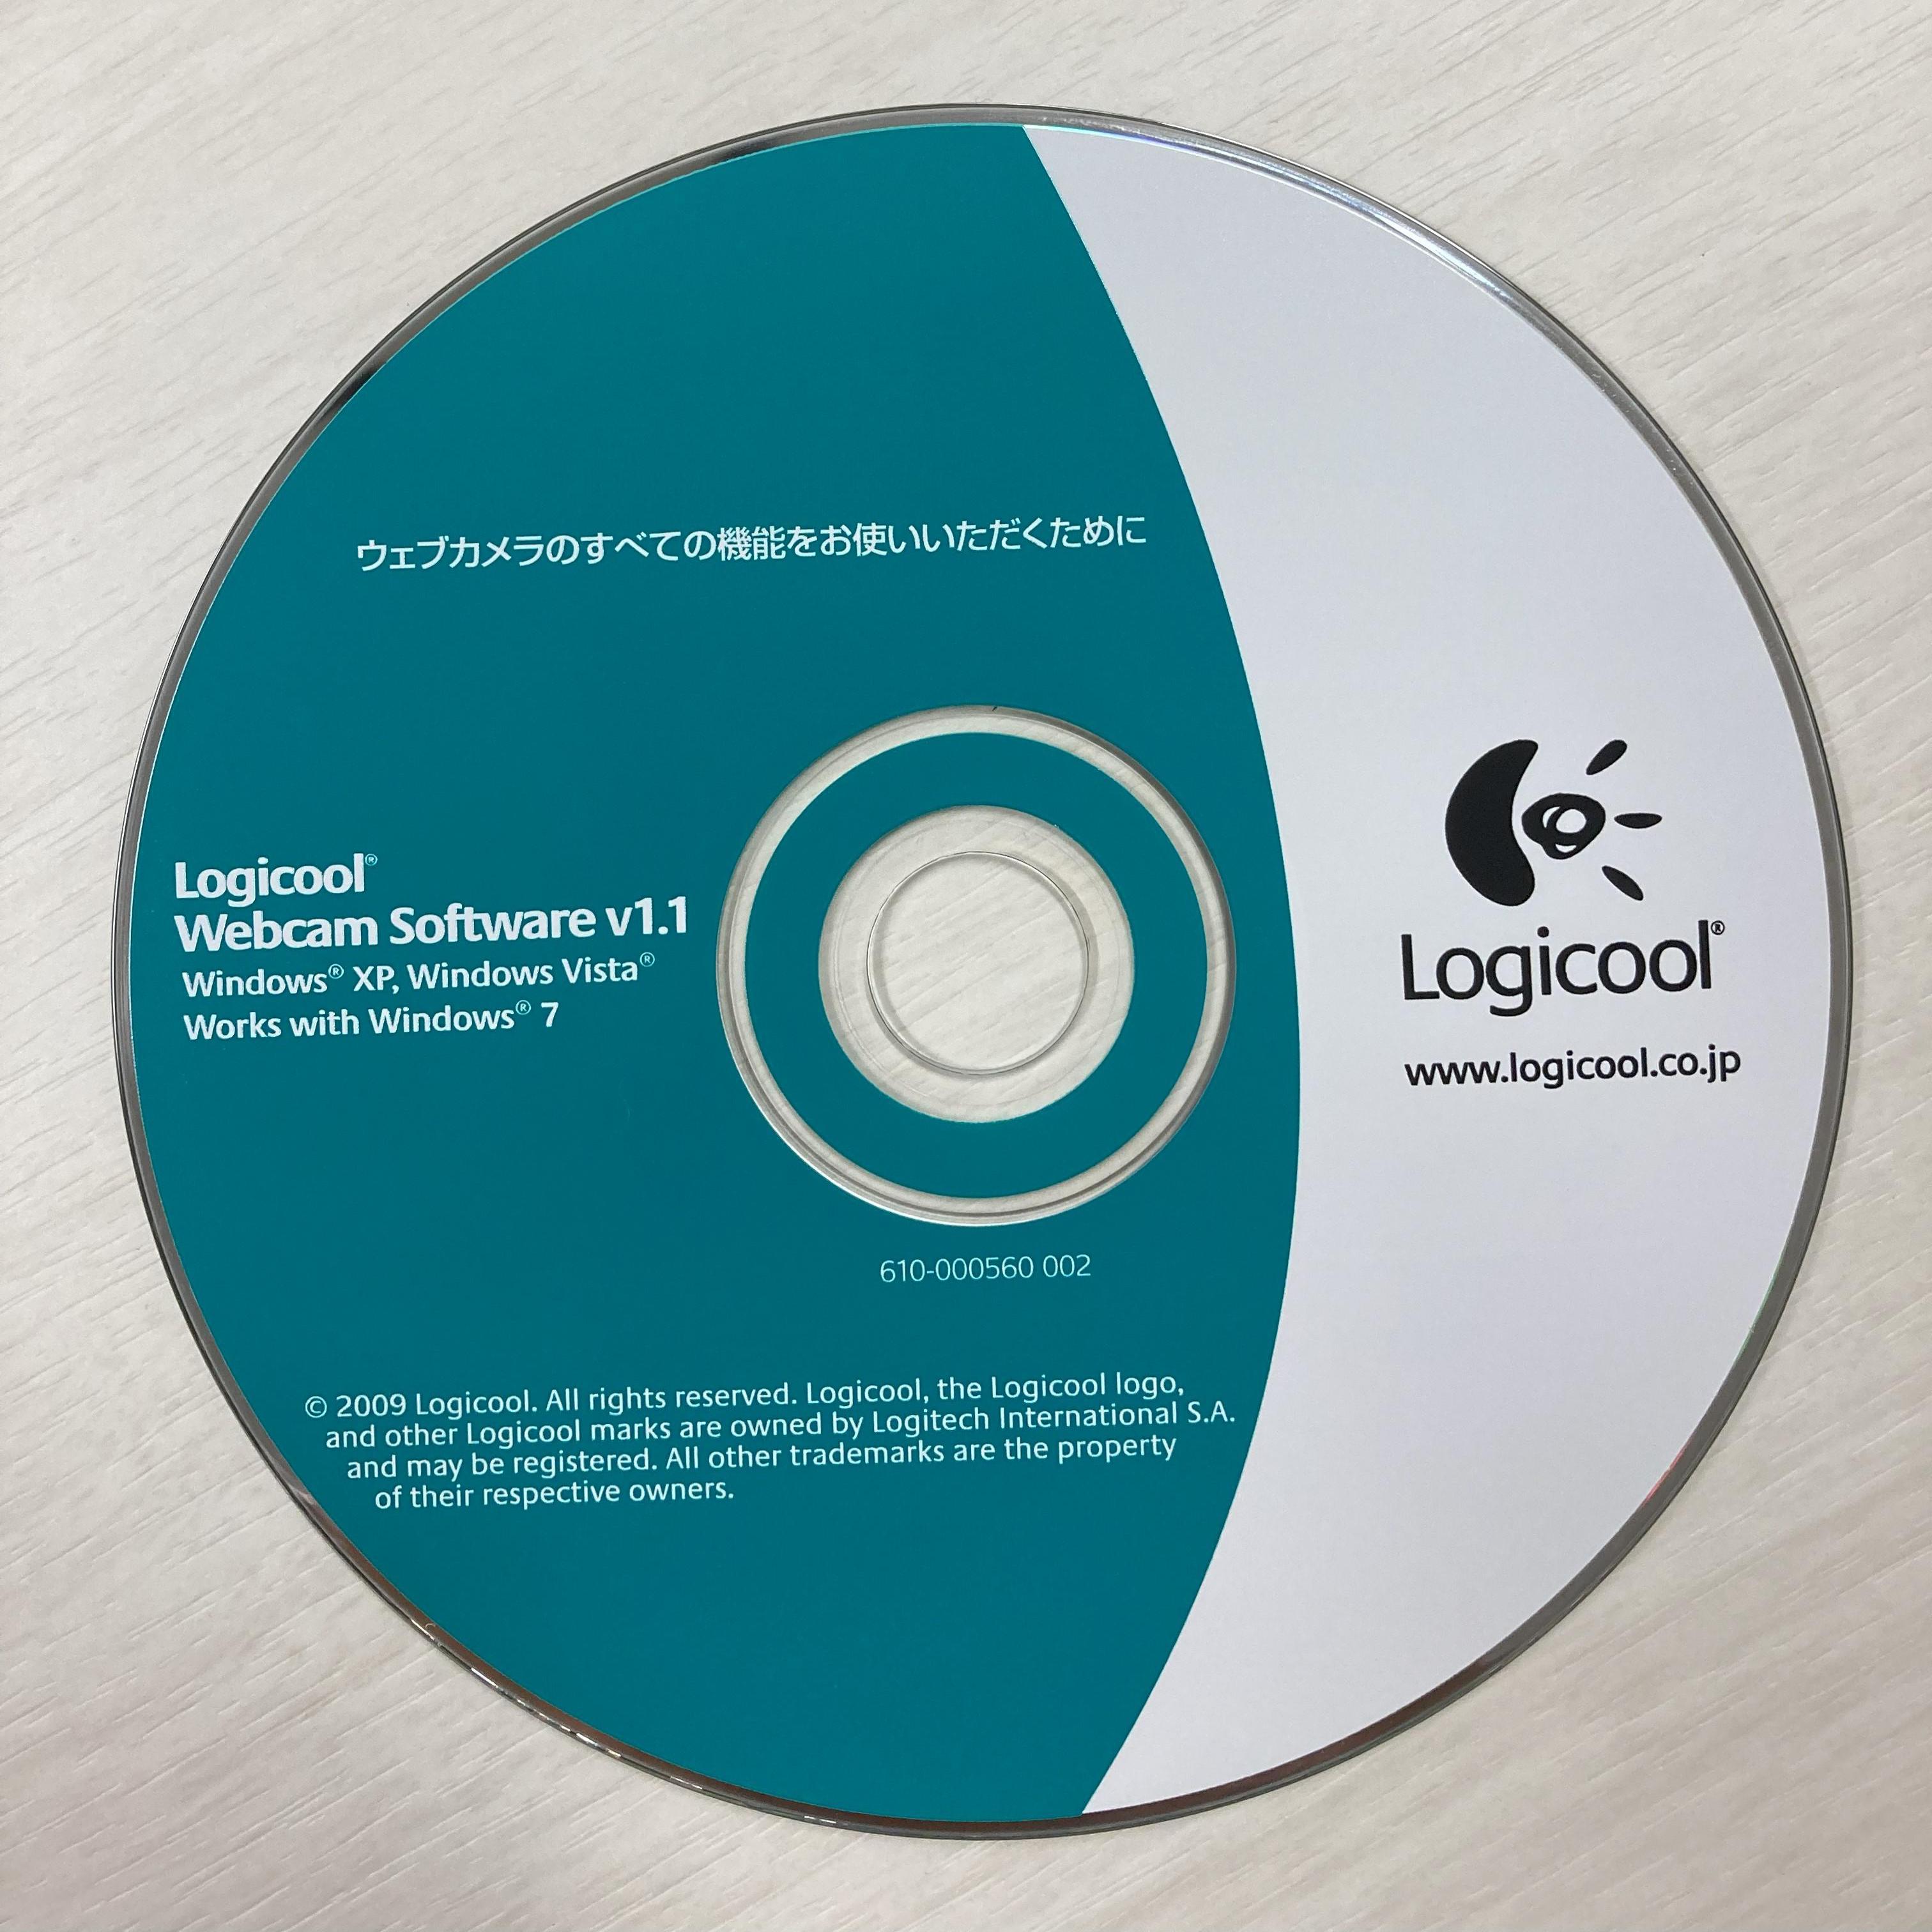 ウェブカメラのすべての機能をお使いいただくために
Logicool®
Webcam Software v1.1
Windows® XP, Windows Vista®
Works with Windows® 7
Logicool®
www.logicool.co.jp
610-000560 002
© 2009 Logicool. All rights reserved. Logicool, the Logicool logo,
and other Logicool marks are owned by Logitech International S.A.
and may be registered. All other trademarks are the property
of their respective owners.